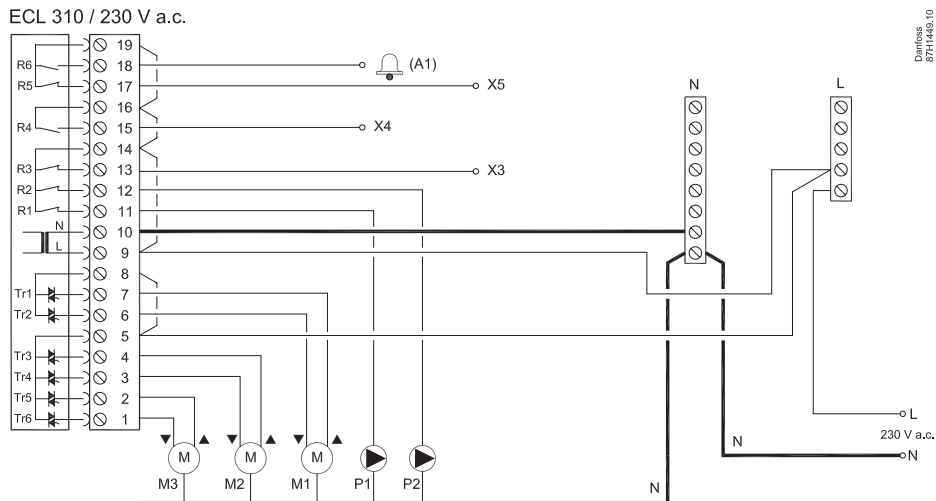 ECL 310 / 230 V a.c.
Danfoss
87H1449.10
19
R6 18 (A1)
R5 17 X5
16
N L
R4 15 X4
14
R3 13 X3
R2 12
R1 11
N 10
L 9
8
Tr1 7
Tr2 6
5
Tr3 4
Tr4 3
Tr5 2
Tr6 1
L
230 V a.c.
N N
M M M
M3 M2 M1 P1 P2 N